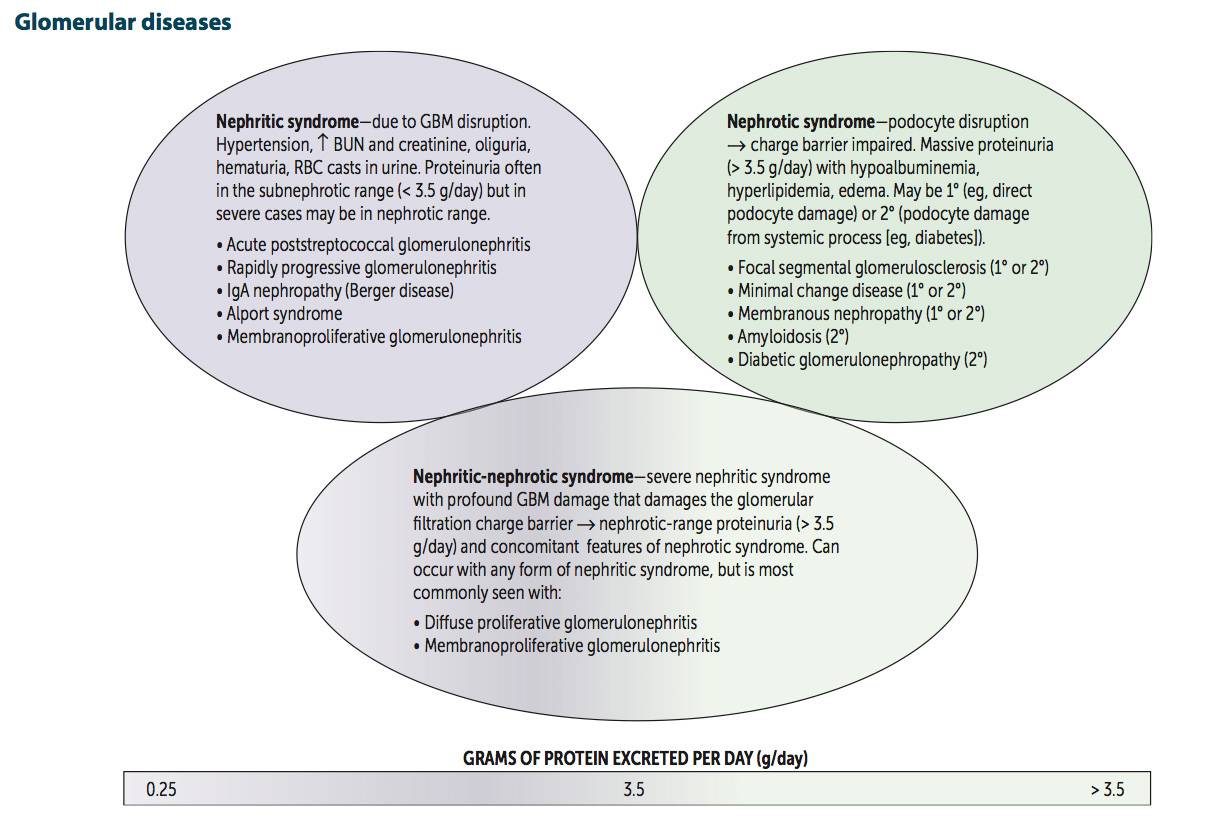 Glomerular diseases
Nephritic syndrome—due to GBM disruption.
Hypertension, ↑ BUN and creatinine, oliguria,
hematuria, RBC casts in urine. Proteinuria often
in the subnephrotic range (< 3.5 g/day) but in
severe cases may be in nephrotic range.
• Acute poststreptococcal glomerulonephritis
• Rapidly progressive glomerulonephritis
• IgA nephropathy (Berger disease)
• Alport syndrome
• Membranoproliferative glomerulonephritis
Nephrotic syndrome—podocyte disruption
→ charge barrier impaired. Massive proteinuria
(> 3.5 g/day) with hypoalbuminemia,
hyperlipidemia, edema. May be 1° (eg, direct
podocyte damage) or 2° (podocyte damage
from systemic process [eg, diabetes]).
• Focal segmental glomerulosclerosis (1° or 2°)
• Minimal change disease (1° or 2°)
• Membranous nephropathy (1° or 2°)
• Amyloidosis (2°)
• Diabetic glomerulonephropathy (2°)
Nephritic-nephrotic syndrome—severe nephritic syndrome
with profound GBM damage that damages the glomerular
filtration charge barrier → nephrotic-range proteinuria (> 3.5
g/day) and concomitant features of nephrotic syndrome. Can
occur with any form of nephritic syndrome, but is most
commonly seen with:
• Diffuse proliferative glomerulonephritis
• Membranoproliferative glomerulonephritis
GRAMS OF PROTEIN EXCRETED PER DAY (g/day)
0.25 3.5 > 3.5